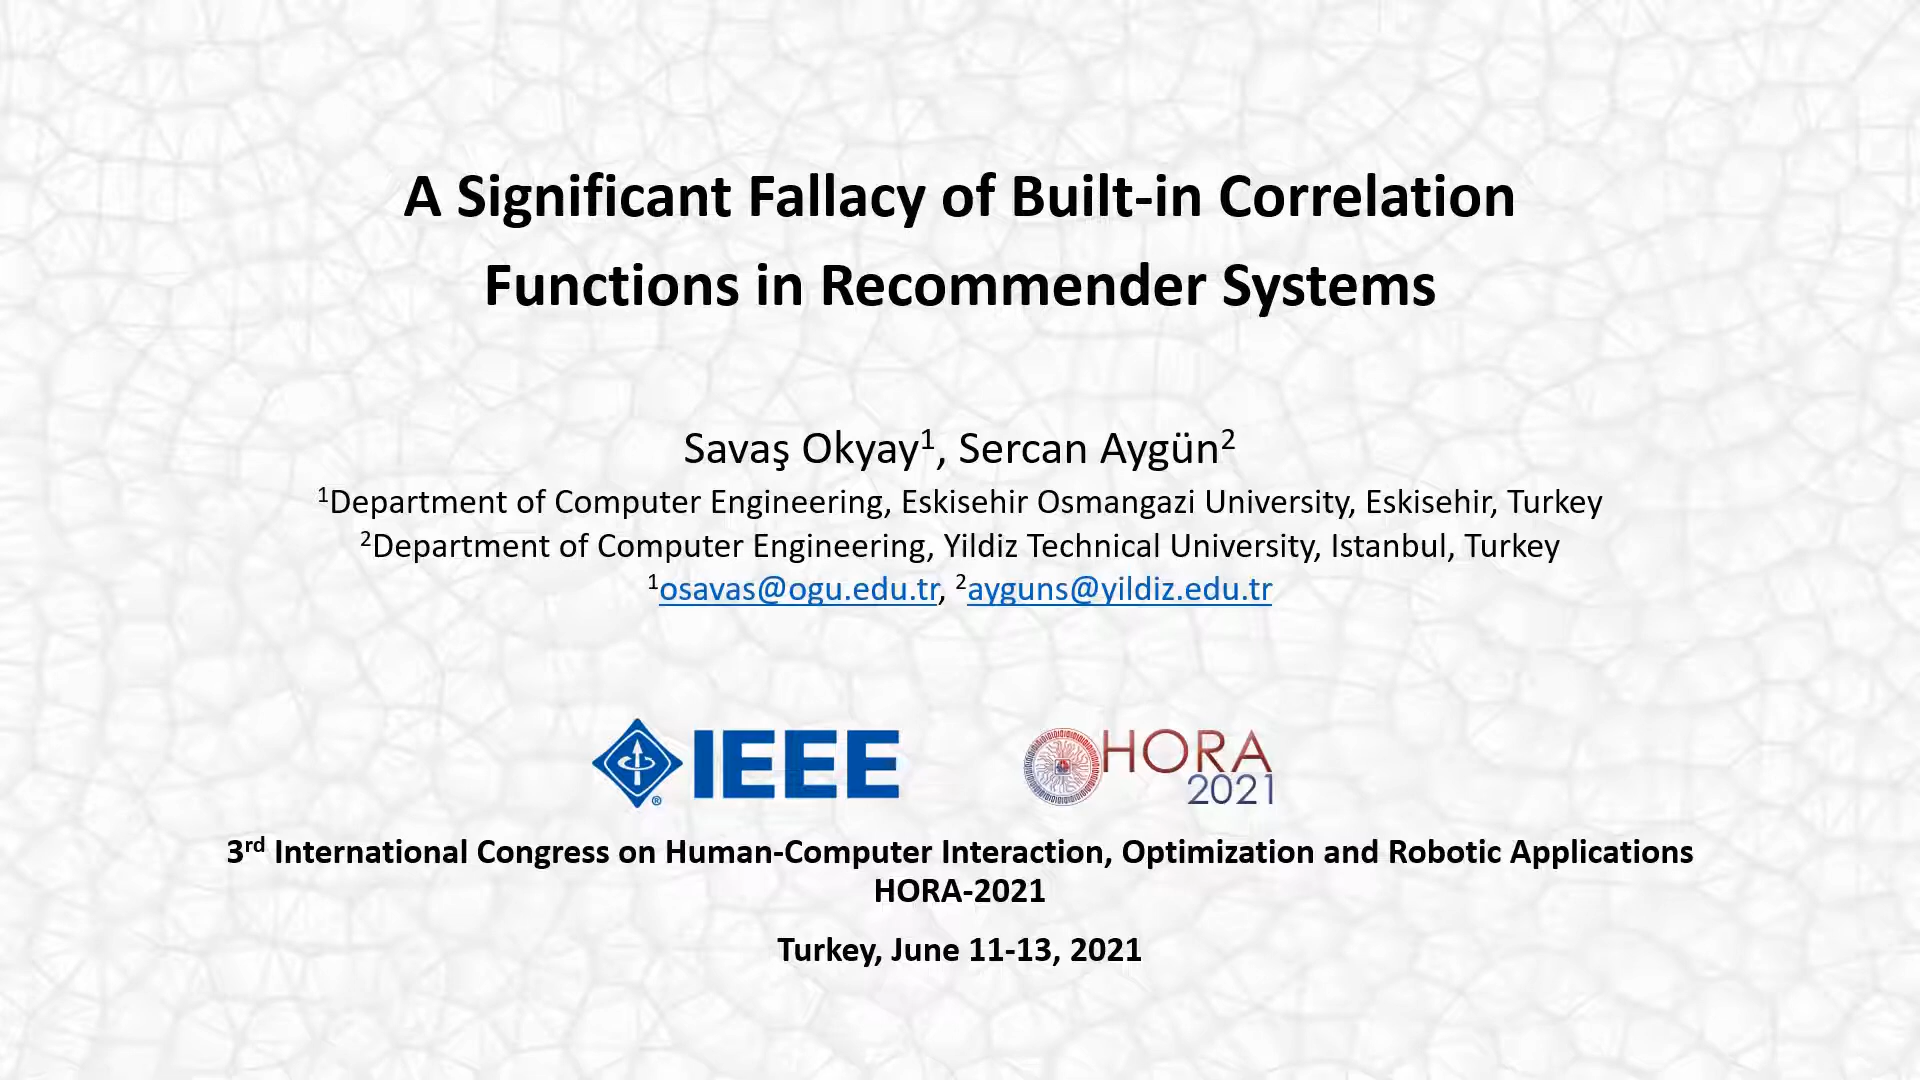 A Significant Fallacy of Built-in Correlation
Functions in Recommender Systems
Savaş Okyay¹, Sercan Aygün²
¹Department of Computer Engineering, Eskisehir Osmangazi University, Eskisehir, Turkey
²Department of Computer Engineering, Yildiz Technical University, Istanbul, Turkey
¹osavas@ogu.edu.tr, ²ayguns@yildiz.edu.tr
IEEE
®
HORA
2021
3rd International Congress on Human-Computer Interaction, Optimization and Robotic Applications
HORA-2021
Turkey, June 11-13, 2021